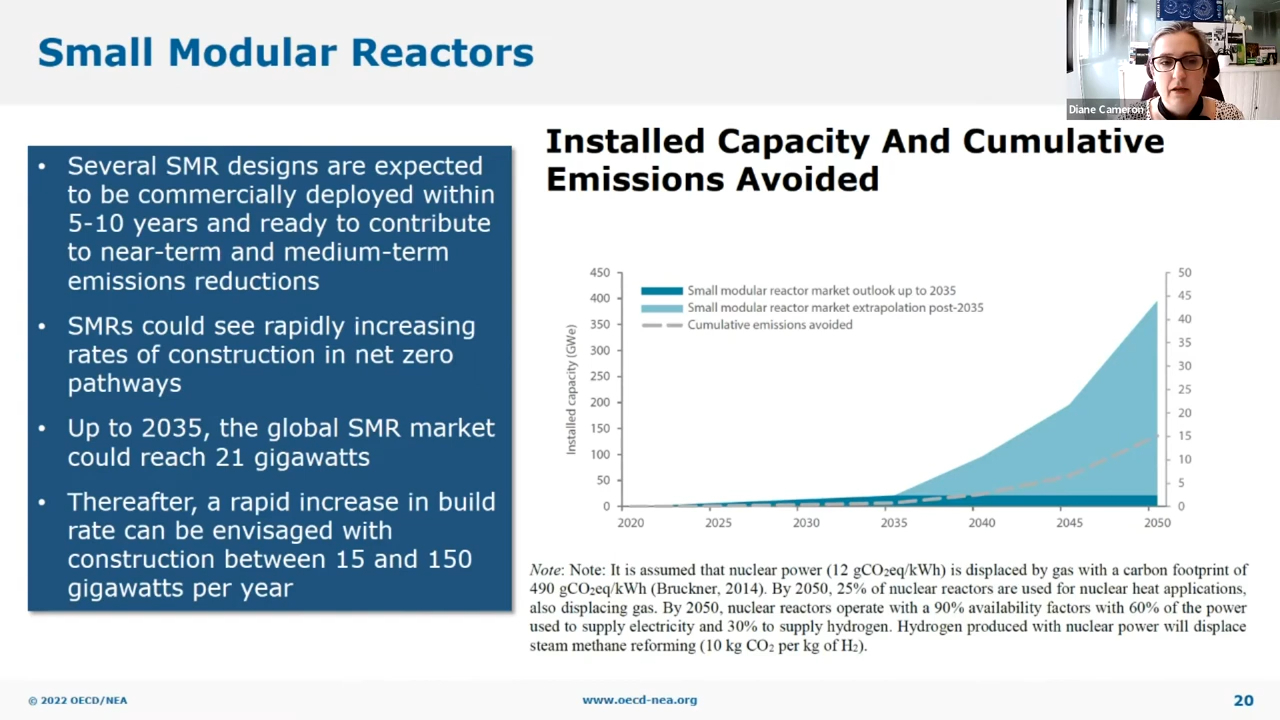 Small Modular Reactors
Diane Cameron
• Several SMR designs are expected
to be commercially deployed within
5-10 years and ready to contribute
to near-term and medium-term
emissions reductions
• SMRs could see rapidly increasing
rates of construction in net zero
pathways
• Up to 2035, the global SMR market
could reach 21 gigawatts
• Thereafter, a rapid increase in build
rate can be envisaged with
construction between 15 and 150
gigawatts per year
Installed Capacity And Cumulative
Emissions Avoided
Installed capacity (GWe)
450
400
350
300
250
200
150
100
50
0
Small modular reactor outlook up to 2035
Small modular reactor market extrapolation post-2035
Cumulative emissions avoided
50
45
40
35
30
25
20
15
10
5
0
2020 2025 2030 2035 2040 2045 2050
Note: Note: It is assumed that nuclear power (12 gCO₂eq/kWh) is displaced by gas with a carbon footprint of
490 gCO₂eq/kWh (Bruckner, 2014). By 2050, 25% of nuclear reactors are used for nuclear heat applications,
also displacing gas. By 2050, nuclear reactors operate with a 90% availability factors with 60% of the power
used to supply electricity and 30% to supply hydrogen. Hydrogen produced with nuclear power will displace
steam methane reforming (10 kg CO₂ per kg of H₂).
© 2022 OECD/NEA
www.oecd-nea.org
20